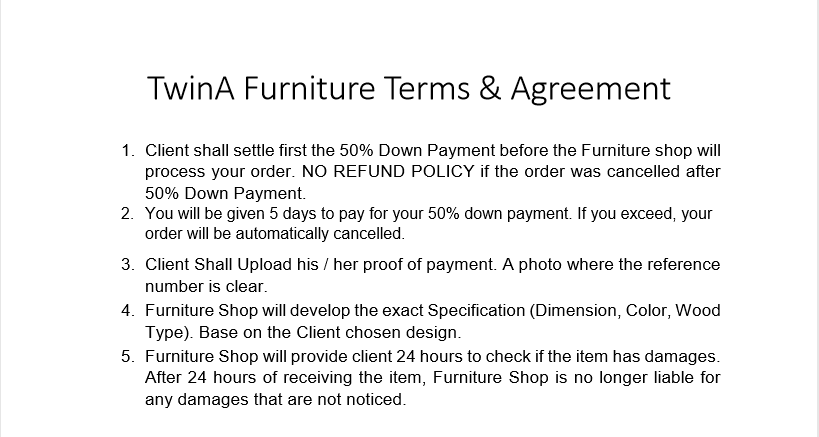 TwinA Furniture Terms & Agreement
1. Client shall settle first the 50% Down Payment before the Furniture shop will
process your order. NO REFUND POLICY if the order was cancelled after
50% Down Payment.
2. You will be given 5 days to pay for your 50% down payment. If you exceed, your
order will be automatically cancelled.
3. Client Shall Upload his / her proof of payment. A photo where the reference
number is clear.
4. Furniture Shop will develop the exact Specification (Dimension, Color, Wood
Type). Base on the Client chosen design.
5. Furniture Shop will provide client 24 hours to check if the item has damages.
After 24 hours of receiving the item, Furniture Shop is no longer liable for
any damages that are not noticed.